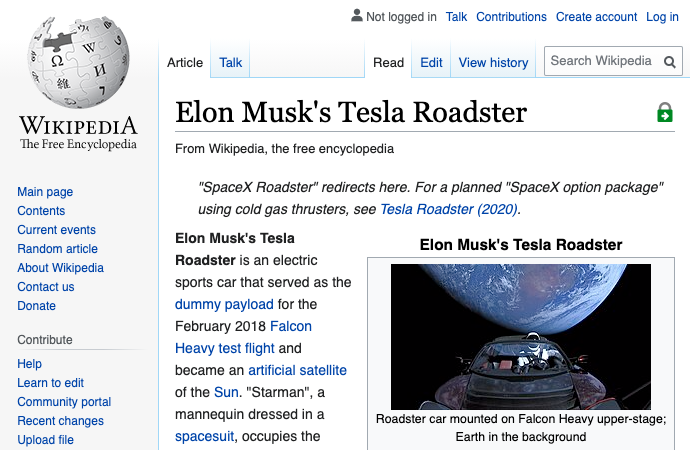 Not logged in Talk Contributions Create account Log in
Article Talk Read Edit View history Search Wikipedia
Ω W И 維
WIKIPEDIA
The Free Encyclopedia
Main page
Contents
Current events
Random article
About Wikipedia
Contact us
Donate
Contribute
Help
Learn to edit
Community portal
Recent changes
Upload file
Elon Musk's Tesla Roadster
From Wikipedia, the free encyclopedia
"SpaceX Roadster" redirects here. For a planned "SpaceX option package"
using cold gas thrusters, see Tesla Roadster (2020).
Elon Musk's Tesla
Roadster is an electric
sports car that served as the
dummy payload for the
February 2018 Falcon
Heavy test flight and
became an artificial satellite
of the Sun. "Starman", a
mannequin dressed in a
spacesuit, occupies the
Elon Musk's Tesla Roadster
Roadster car mounted on Falcon Heavy upper-stage;
Earth in the background